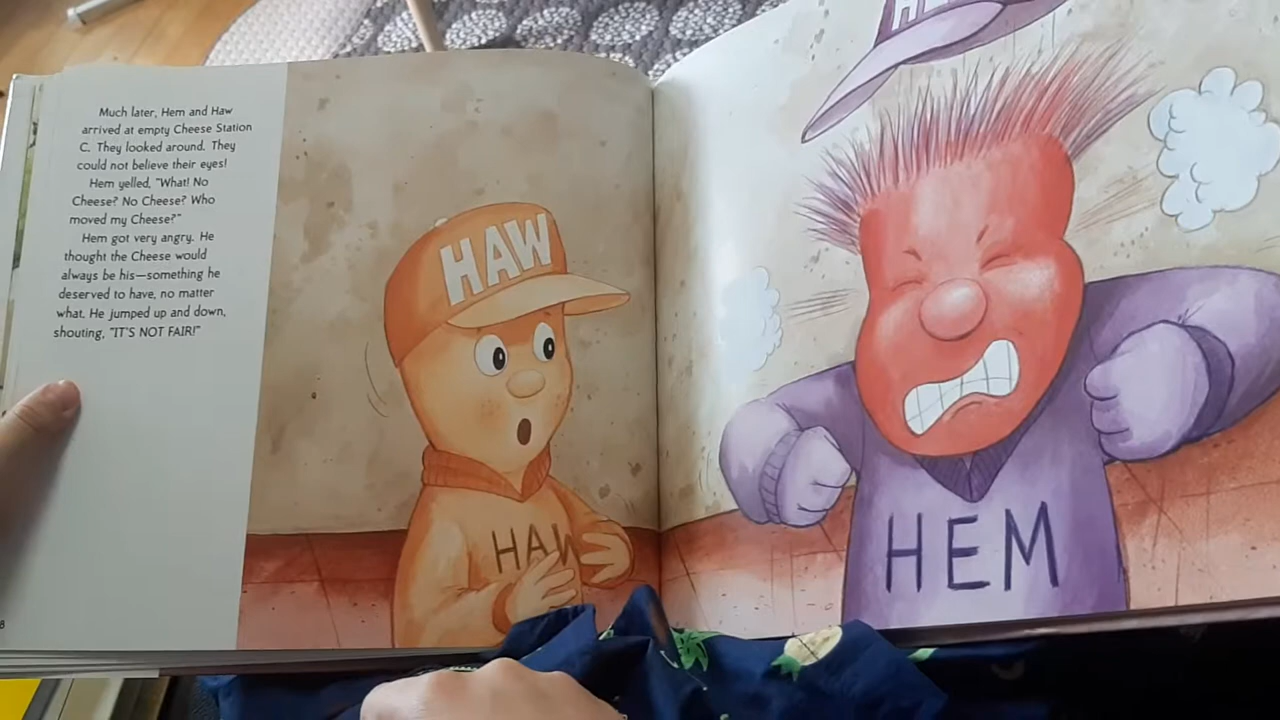 Much later, Hem and Haw
arrived at empty Cheese Station
C. They looked around. They
could not believe their eyes!
Hem yelled, "What! No
Cheese? No Cheese? Who
moved my Cheese?"
Hem got very angry. He
thought the Cheese would
always be his—something he
deserved to have, no matter
what. He jumped up and down,
shouting, "IT'S NOT FAIR!"
HAW
HAW
HEM
8